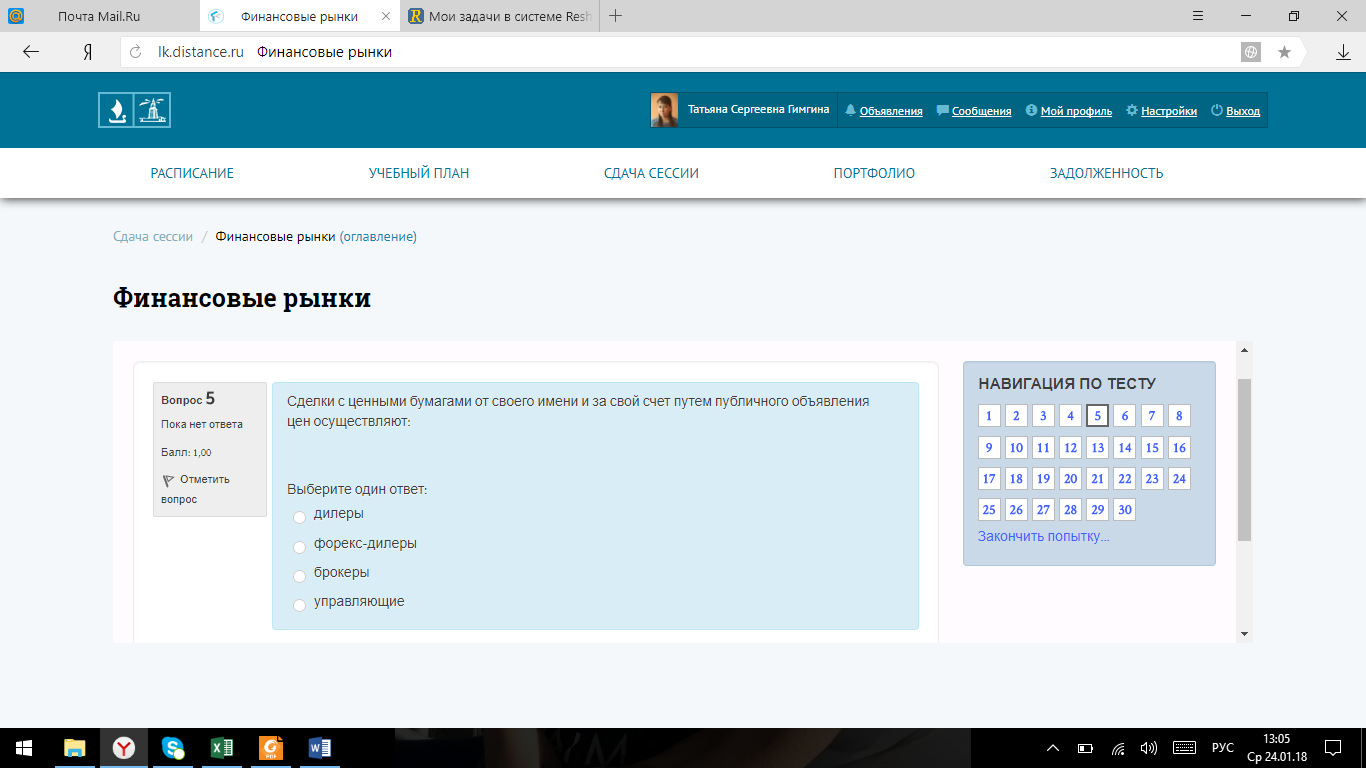 Почта Mail.Ru
Финансовые рынки
Мои задачи в системе Resh
Я
lk.distance.ru Финансовые рынки
Татьяна Сергеевна Гимгина
Объявления
Сообщения
Мой профиль
Настройки
Выход
РАСПИСАНИЕ
УЧЕБНЫЙ ПЛАН
СДАЧА СЕССИИ
ПОРТФОЛИО
ЗАДОЛЖЕННОСТЬ
Сдача сессии / Финансовые рынки (оглавление)
Финансовые рынки
Вопрос 5
Пока нет ответа
Балл: 1,00
Отметить
вопрос
Сделки с ценными бумагами от своего имени и за свой счет путем публичного объявления
цен осуществляют:
Выберите один ответ:
дилеры
форекс-дилеры
брокеры
управляющие
НАВИГАЦИЯ ПО ТЕСТУ
1 2 3 4 5 6 7 8
9 10 11 12 13 14 15 16
17 18 19 20 21 22 23 24
25 26 27 28 29 30
Закончить попытку...
РУС
13:05
Ср 24.01.18